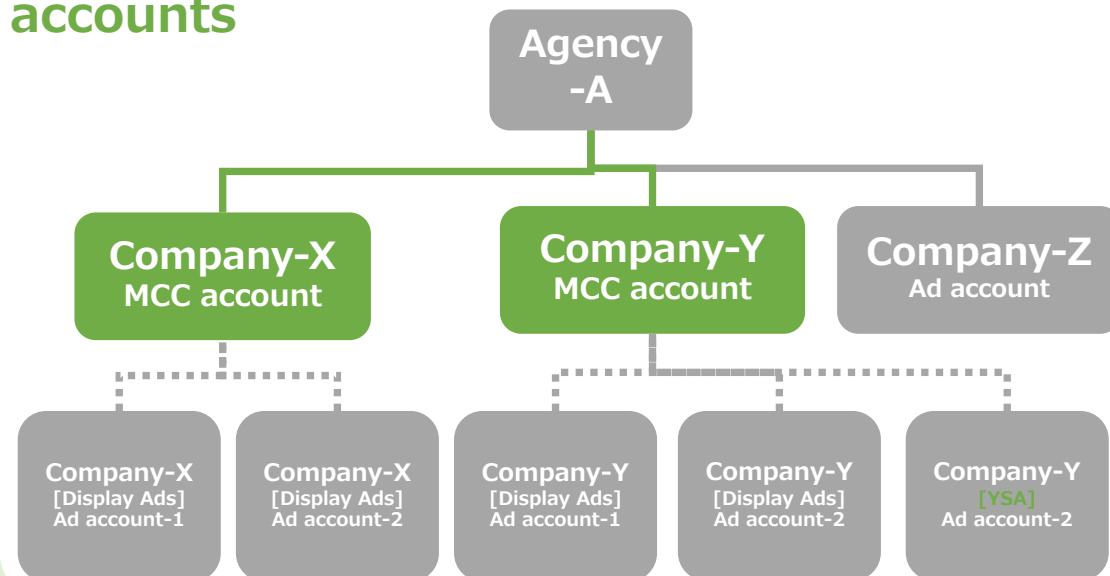 accounts
Agency
-A
Company-X
MCC account
Company-Y
MCC account
Company-Z
Ad account
Company-X
[Display Ads]
Ad account-1
Company-X
[Display Ads]
Ad account-2
Company-Y
[Display Ads]
Ad account-1
Company-Y
[Display Ads]
Ad account-2
Company-Y
[YSA]
Ad account-2